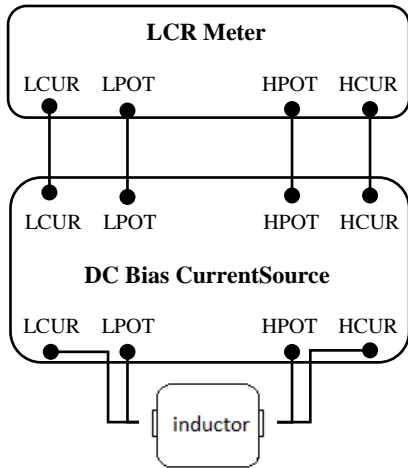 LCR Meter
LCUR LPOT HPOT HCUR
LCUR LPOT HPOT HCUR
DC Bias CurrentSource
LCUR LPOT HPOT HCUR
inductor